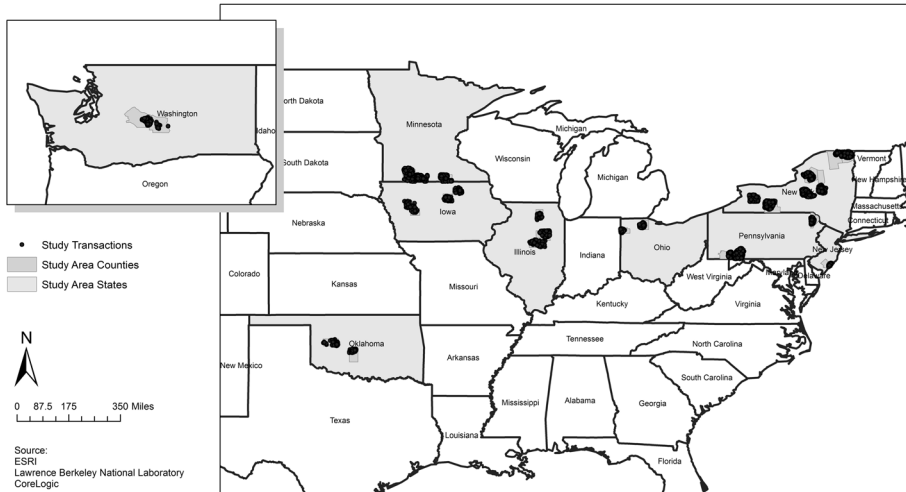 Washington
Idaho
Oregon
North Dakota
Minnesota
Michigan
South Dakota
Wisconsin
Michigan
Vermont
New Hampshire
New
Massachusetts
Connecticut
Nebraska
Iowa
Illinois
Indiana
Ohio
Pennsylvania
New Jersey
Maryland
Delaware
West Virginia
Virginia
Colorado
Kansas
Missouri
Kentucky
Tennessee
North Carolina
Oklahoma
Arkansas
South Carolina
New Mexico
Texas
Mississippi
Alabama
Georgia
Louisiana
Florida
Study Transactions
Study Area Counties
Study Area States
N
0 87.5 175 350 Miles
Source:
ESRI
Lawrence Berkeley National Laboratory
CoreLogic